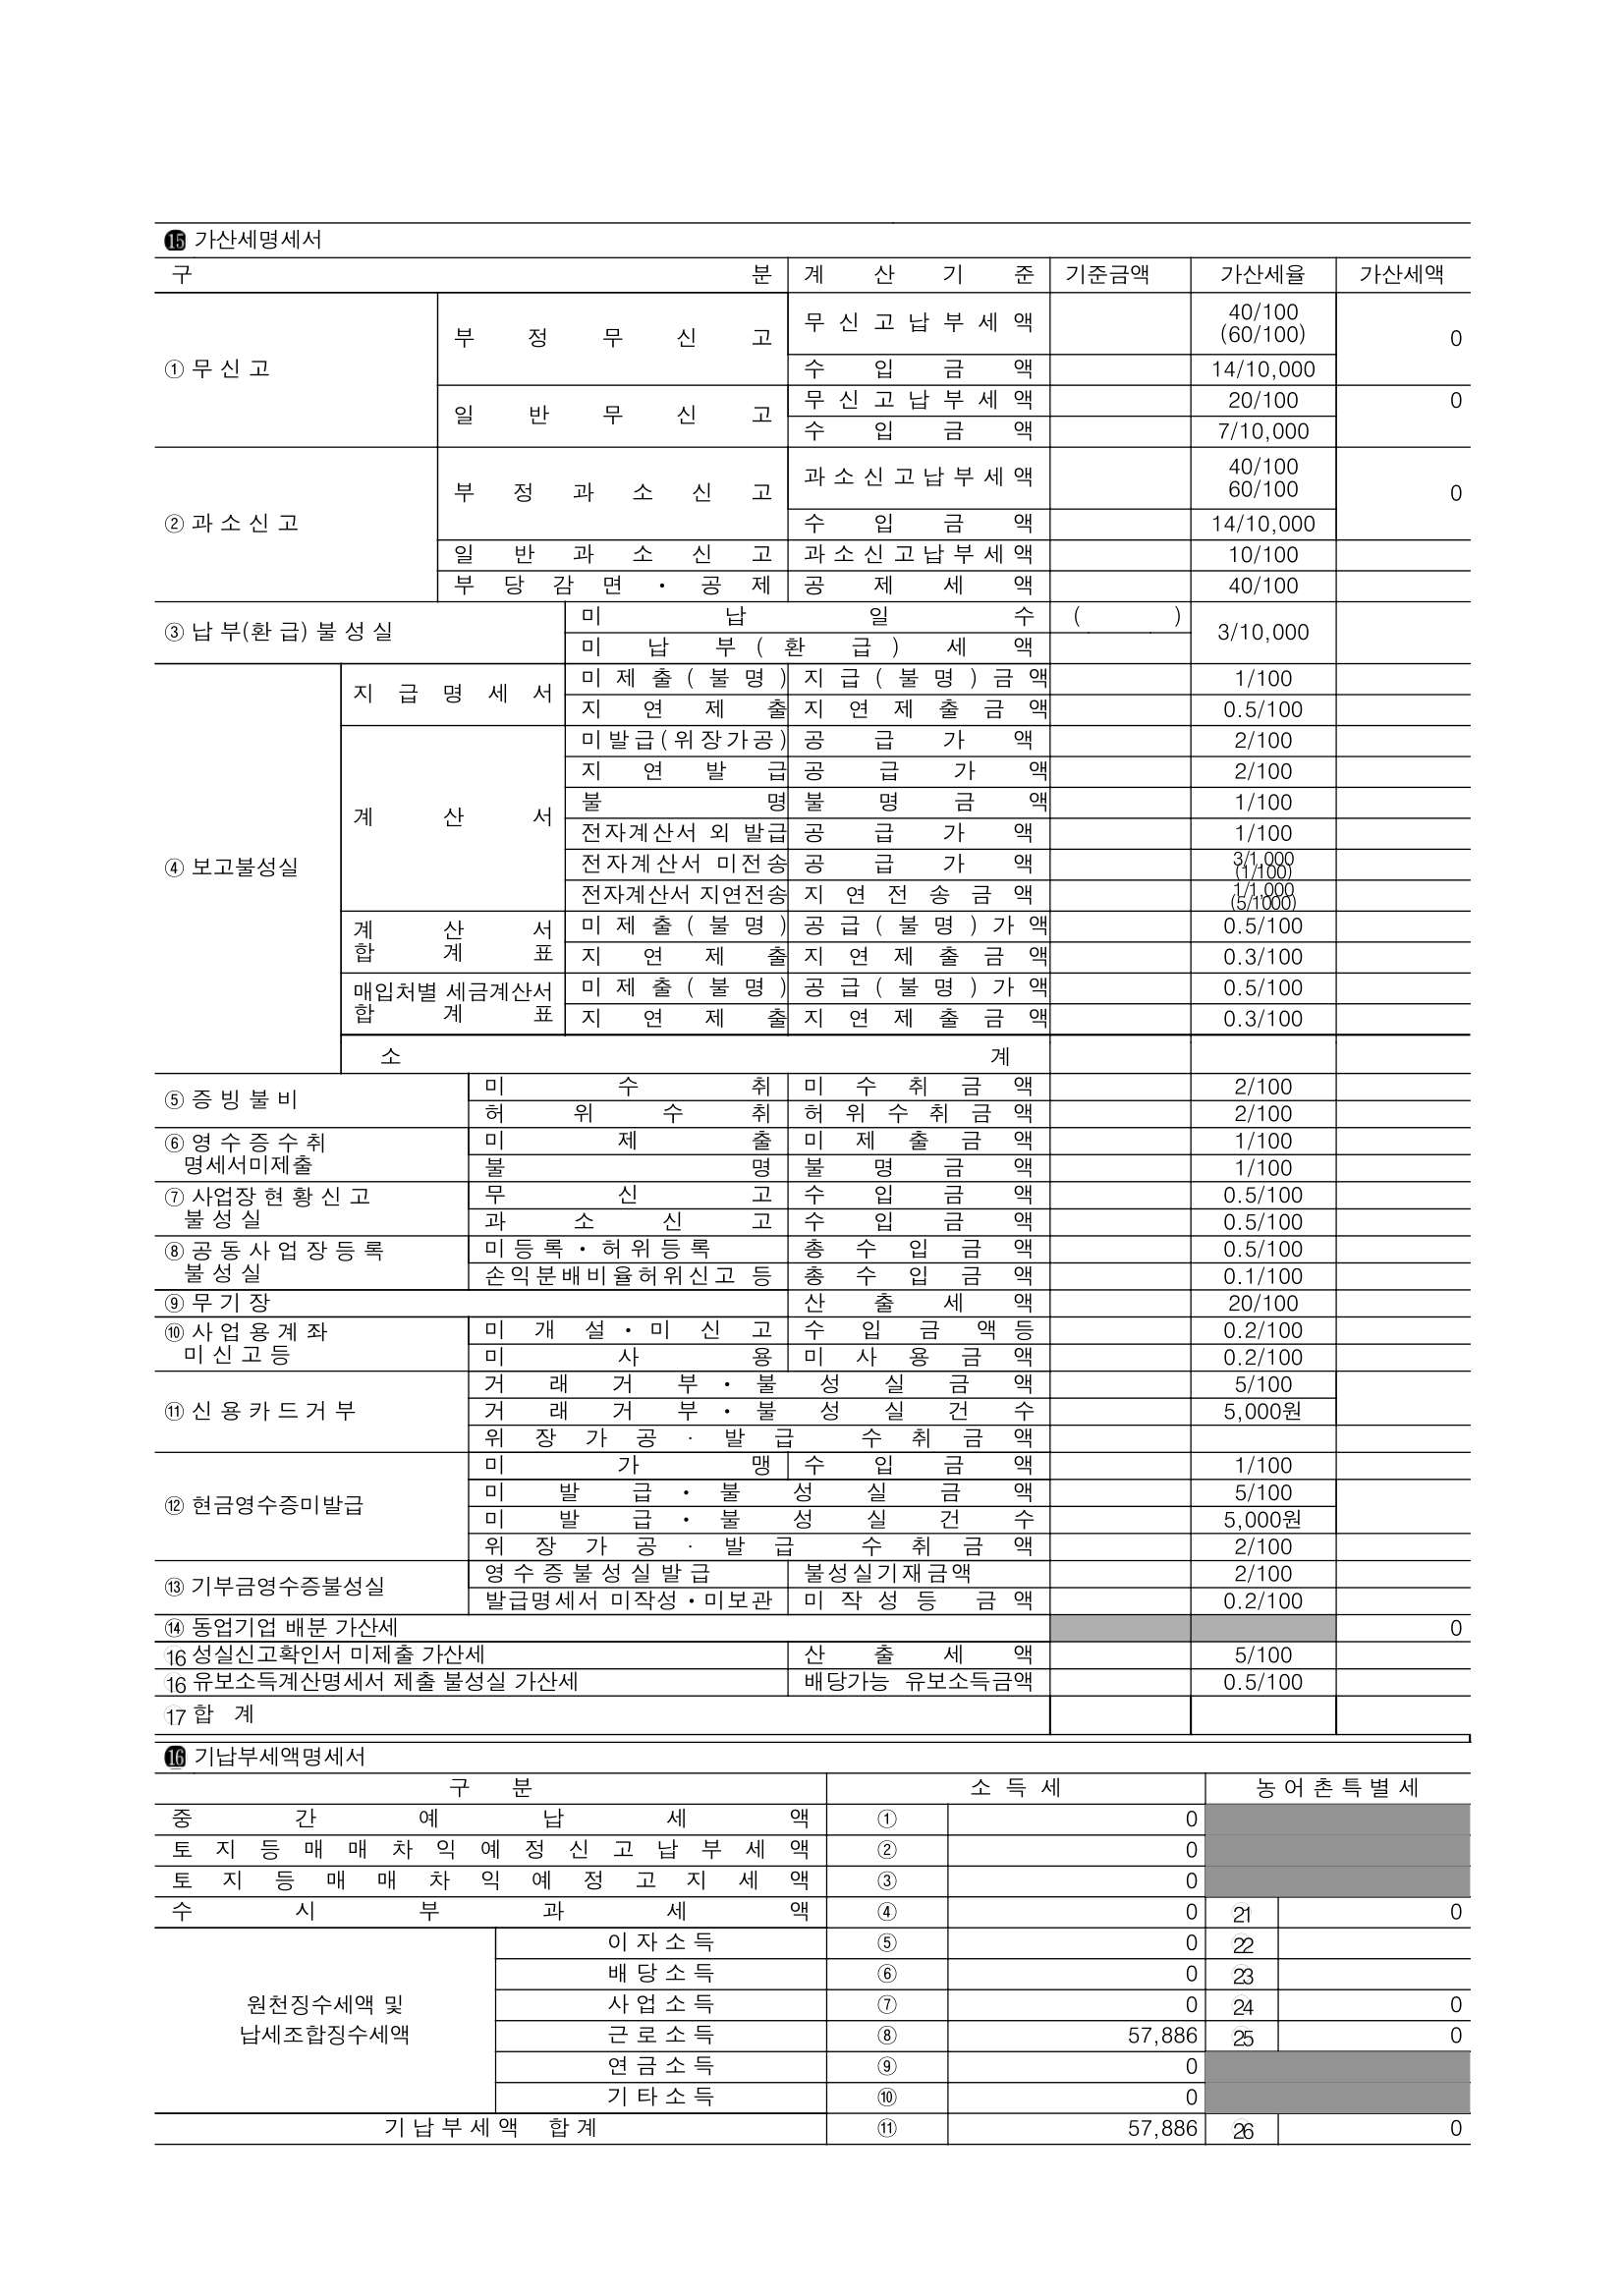 ⓯ 가산세명세서
구 분 계 산 기 준 기준금액 가산세율 가산세액
① 무 신 고 부 정 무 신 고 무 신 고 납 부 세 액 40/100 (60/100) 0
수 입 금 액 14/10,000
일 반 무 신 고 무 신 고 납 부 세 액 20/100 0
수 입 금 액 7/10,000
② 과 소 신 고 부 정 과 소 신 고 과 소 신 고 납 부 세 액 40/100 60/100 0
수 입 금 액 14/10,000
일 반 과 소 신 고 과 소 신 고 납 부 세 액 10/100
부 당 감 면 · 공 제 공 제 세 액 40/100
③ 납 부(환 급) 불 성 실 미 납 일 수 ( ) 3/10,000
미 납 부 ( 환 급 ) 세 액
④ 보고불성실 지 급 명 세 서 미 제 출 ( 불 명 ) 지 급 ( 불 명 ) 금 액 1/100
지 연 제 출 지 연 제 출 금 액 0.5/100
계 산 서 미발급(위장가공) 공 급 가 액 2/100
지 연 발 급 공 급 가 액 2/100
불 명 불 명 금 액 1/100
전자계산서 외 발급 공 급 가 액 1/100
전자계산서 미전송 공 급 가 액 3/1,000 (1/100)
전자계산서 지연전송 지 연 전 송 금 액 1/1,000 (5/1000)
계 산 서 합 계 표 미 제 출 ( 불 명 ) 공 급 ( 불 명 ) 가 액 0.5/100
지 연 제 출 지 연 제 출 금 액 0.3/100
매입처별 세금계산서 합 계 표 미 제 출 ( 불 명 ) 공 급 ( 불 명 ) 가 액 0.5/100
지 연 제 출 지 연 제 출 금 액 0.3/100
소 계
⑤ 증 빙 불 비 미 수 취 미 수 취 금 액 2/100
허 위 수 취 허 위 수 취 금 액 2/100
⑥ 영 수 증 수 취 명세서미제출 미 제 출 미 제 출 금 액 1/100
불 명 불 명 금 액 1/100
⑦ 사업장 현 황 신 고 불 성 실 무 신 고 수 입 금 액 0.5/100
과 소 신 고 수 입 금 액 0.5/100
⑧ 공 동 사 업 장 등 록 불 성 실 미 등 록 · 허 위 등 록 총 수 입 금 액 0.5/100
손익분배비율허위신고 등 총 수 입 금 액 0.1/100
⑨ 무 기 장 산 출 세 액 20/100
⑩ 사 업 용 계 좌 미 신 고 등 미 개 설 · 미 신 고 수 입 금 액 등 0.2/100
미 사 용 미 사 용 금 액 0.2/100
⑪ 신 용 카 드 거 부 거 래 거 부 · 불 성 실 금 액 5/100
거 래 거 부 · 불 성 실 건 수 5,000원
위 장 가 공 · 발 급 수 취 금 액
⑫ 현금영수증미발급 미 가 맹 수 입 금 액 1/100
미 발 급 · 불 성 실 금 액 5/100
미 발 급 · 불 성 실 건 수 5,000원
위 장 가 공 · 발 급 수 취 금 액 2/100
⑬ 기부금영수증불성실 영 수 증 불 성 실 발 급 불성실기재금액 2/100
발급명세서 미작성 · 미보관 미 작 성 등 금 액 0.2/100
⑭ 동업기업 배분 가산세 0
16 성실신고확인서 미제출 가산세 산 출 세 액 5/100
16 유보소득계산명세서 제출 불성실 가산세 배당가능 유보소득금액 0.5/100
17 합 계
⓰ 기납부세액명세서
구 분 소 득 세 농 어 촌 특 별 세
중 간 예 납 세 액 ① 0
토 지 등 매 매 차 익 예 정 신 고 납 부 세 액 ② 0
토 지 등 매 매 차 익 예 정 고 지 세 액 ③ 0
수 시 부 과 세 액 ④ 0 21 0
원천징수세액 및 납세조합징수세액 이 자 소 득 ⑤ 0 22
배 당 소 득 ⑥ 0 23
사 업 소 득 ⑦ 0 24 0
근 로 소 득 ⑧ 57,886 25 0
연 금 소 득 ⑨ 0
기 타 소 득 ⑩ 0
기 납 부 세 액 합 계 ⑪ 57,886 26 0